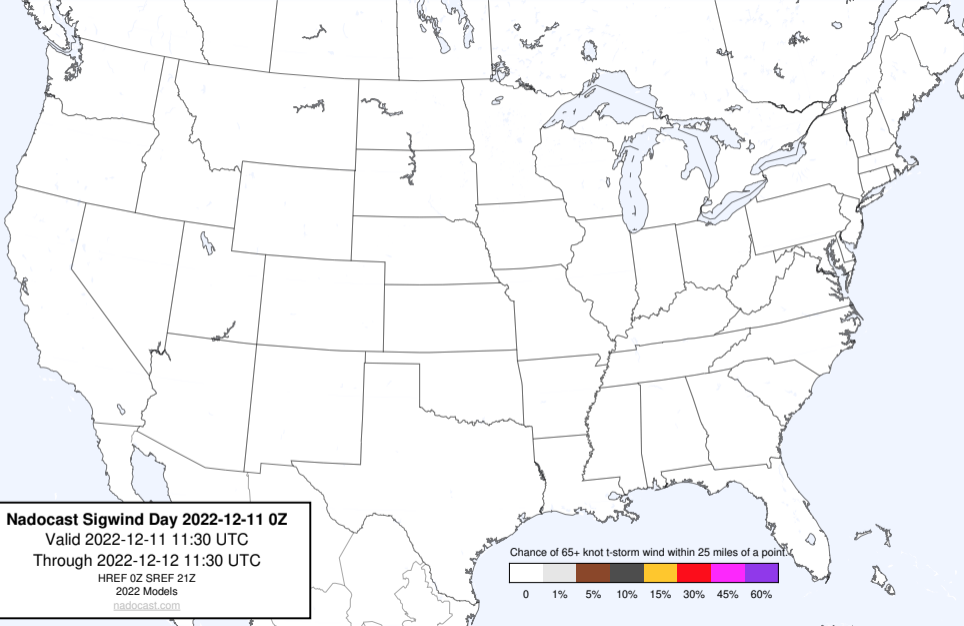 Nadocast Sigwind Day 2022-12-11 0Z
Valid 2022-12-11 11:30 UTC
Through 2022-12-12 11:30 UTC
HREF 0Z SREF 21Z
2022 Models
nadocast.com
Chance of 65+ knot t-storm wind within 25 miles of a point.
0 1% 5% 10% 15% 30% 45% 60%